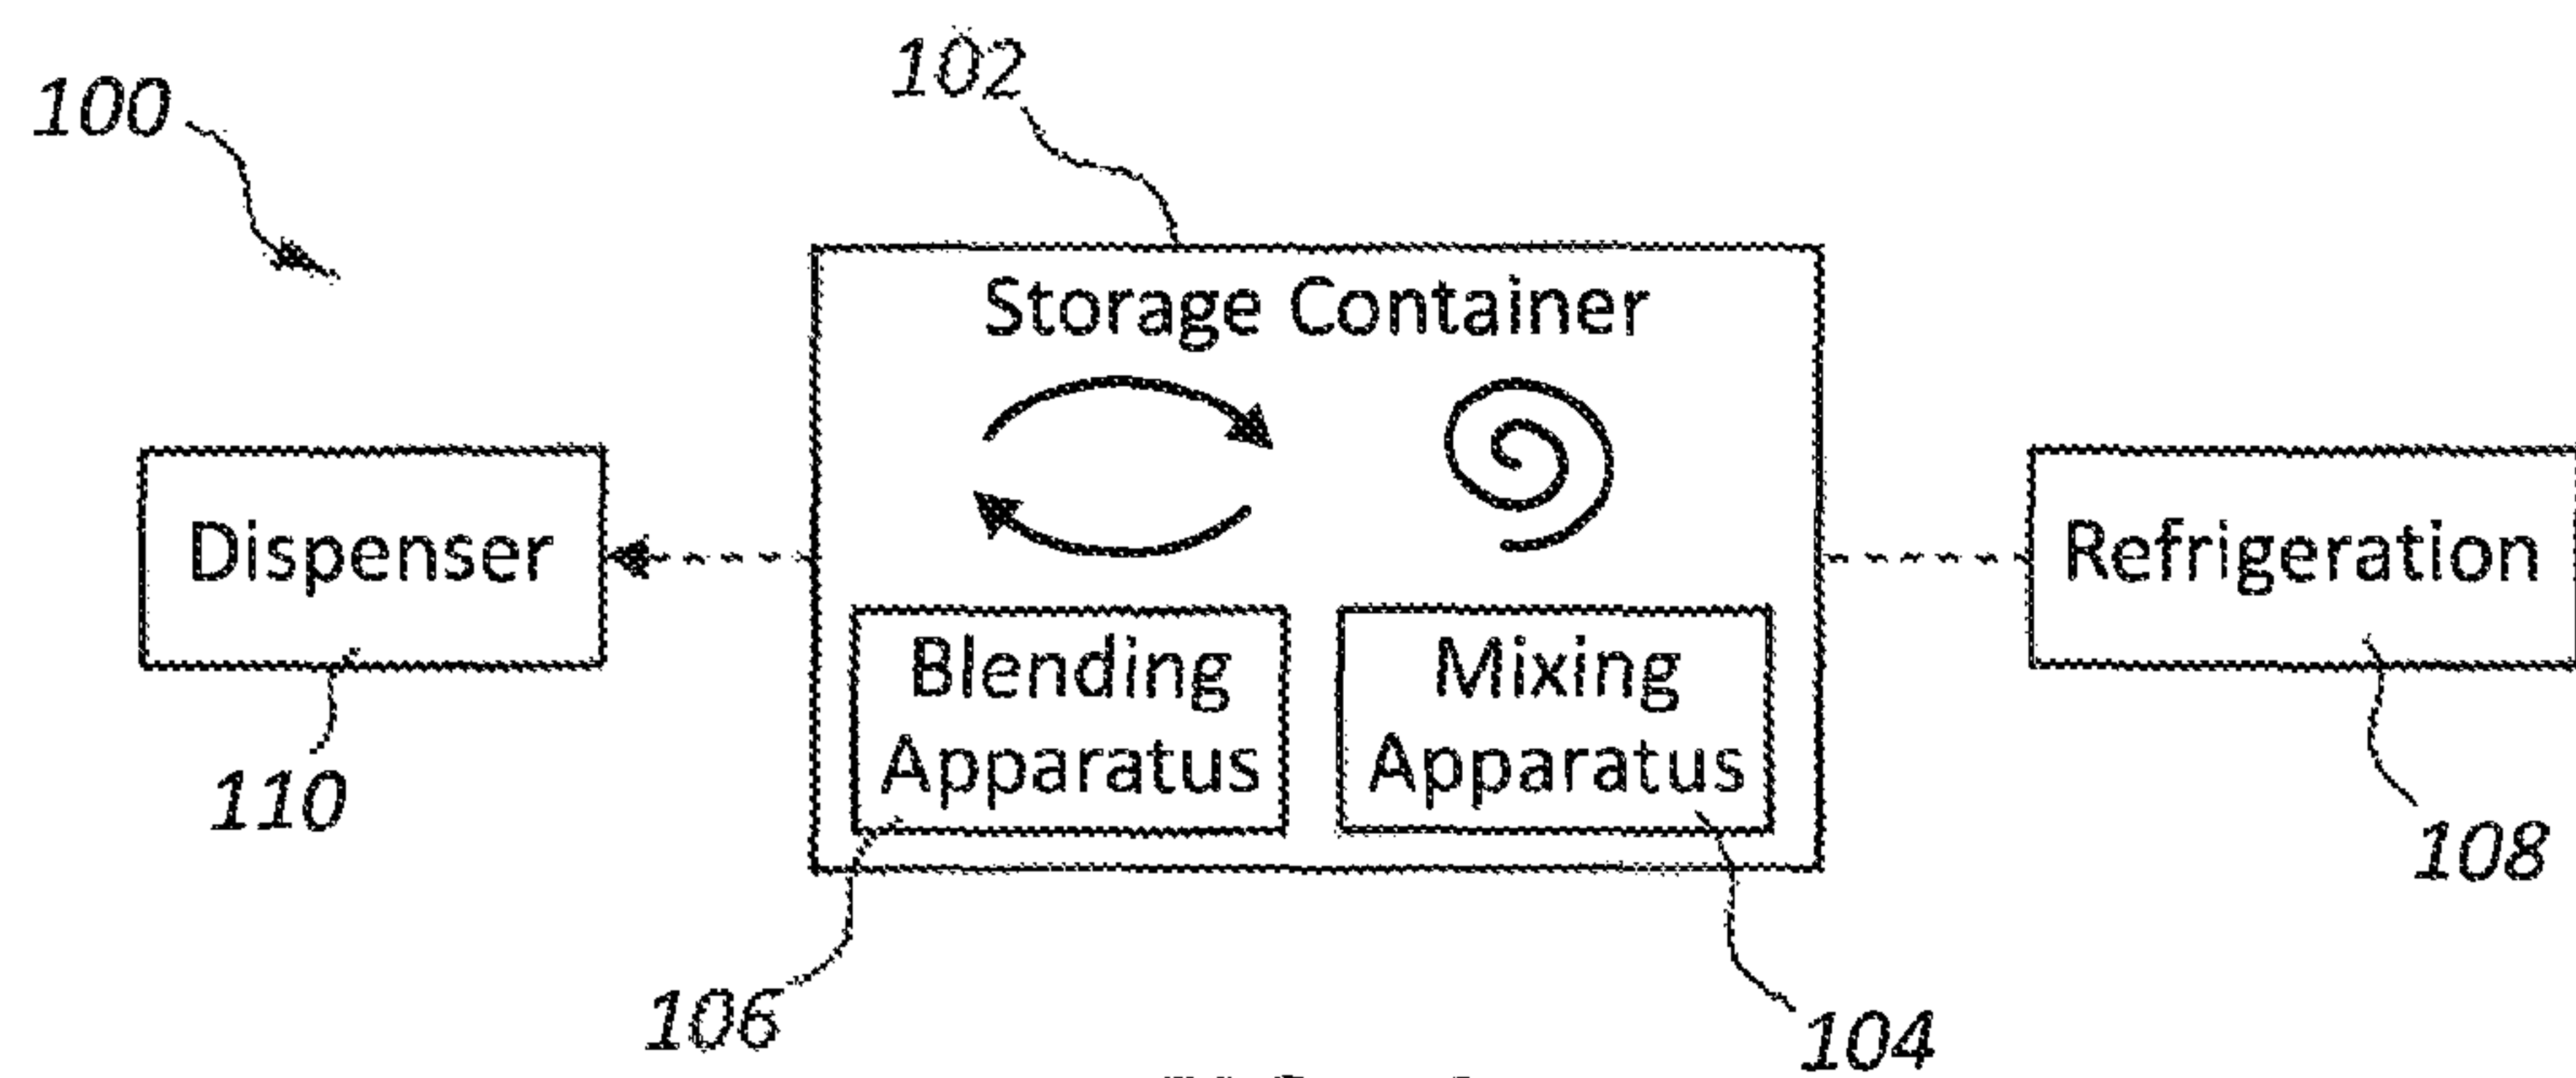 100
102
Storage Container
Dispenser
Refrigeration
Blending
Apparatus
Mixing
Apparatus
110
108
106
104